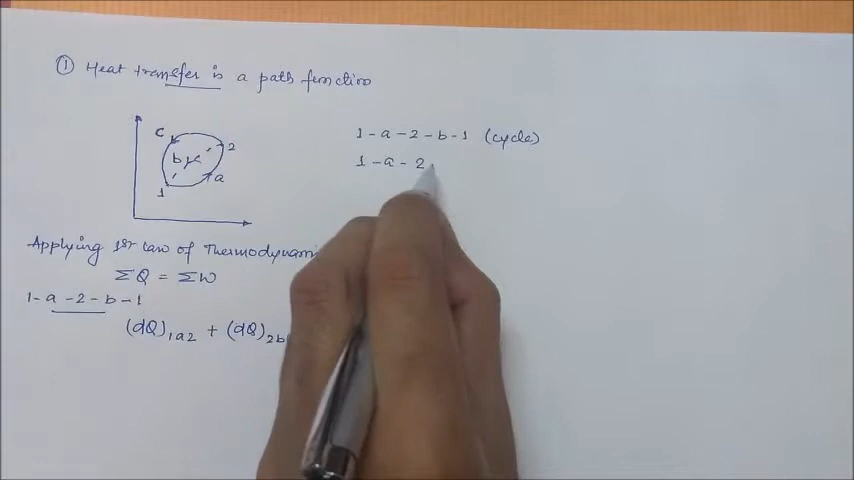 ① Heat transfer is a path function
C
b
2
a
1
1 - a - 2 - b - 1 (cycle)
1 - a - 2
Applying 1st Law of
ΣQ = ΣW
1 - a - 2 - b - 1
(dQ)1a2 + (dQ)2b